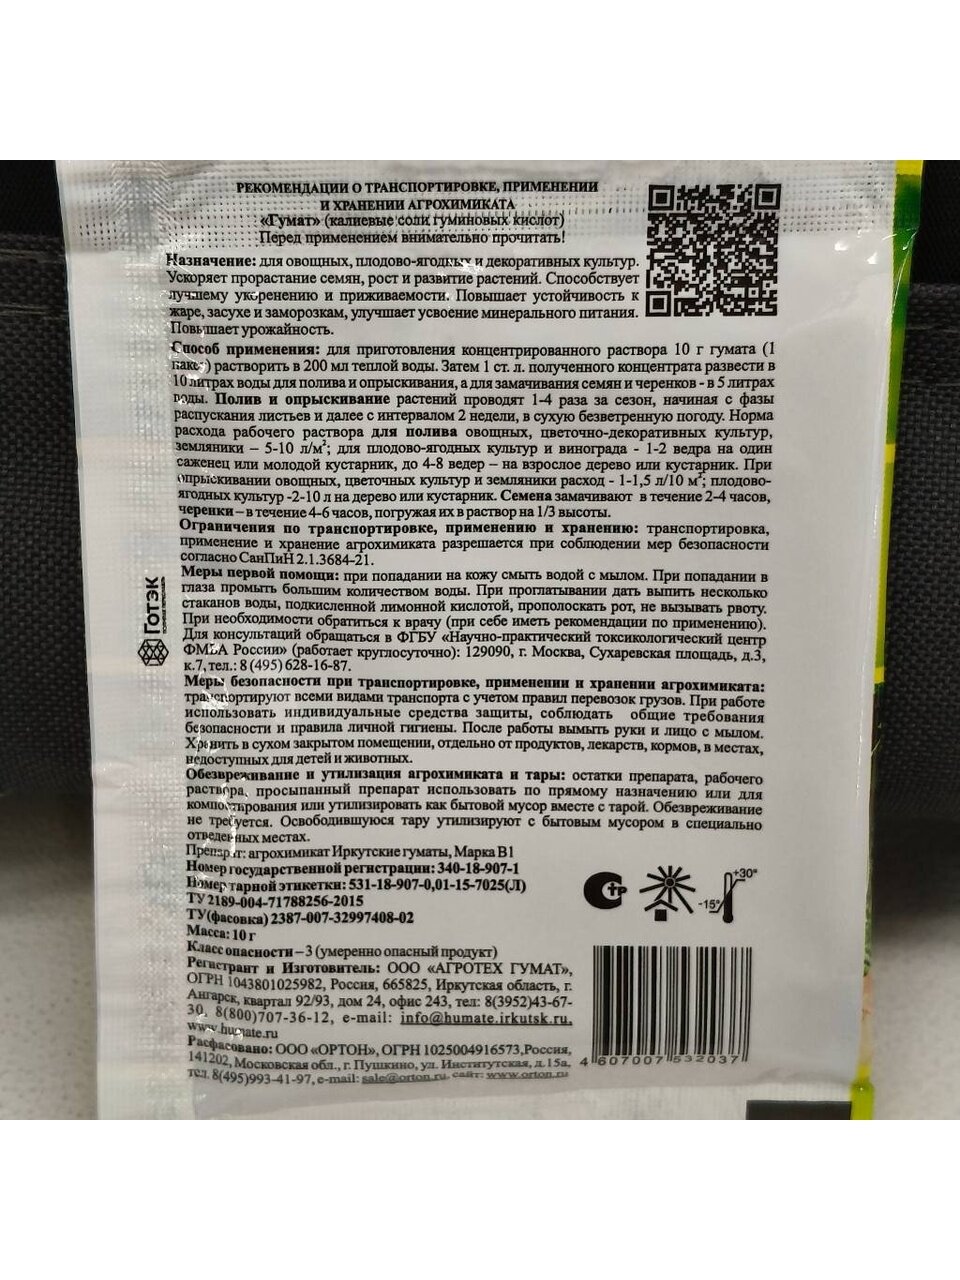 РЕКОМЕНДАЦИИ О ТРАНСПОРТИРОВКЕ, ПРИМЕНЕНИИ
И ХРАНЕНИИ АГРОХИМИКАТА
«Гумат» (калиевые соли гуминовых кислот)
Перед применением внимательно прочитать!
Назначение: для овощных, плодово-ягодных и декоративных культур.
Ускоряет прорастание семян, рост и развитие растений. Способствует
лучшему укоренению и приживаемости. Повышает устойчивость к
жаре, засухе и заморозкам, улучшает усвоение минерального питания.
Повышает урожайность.
Способ применения: для приготовления концентрированного раствора 10 г гумата (1
пакет) растворить в 200 мл теплой воды. Затем 1 ст. л. полученного концентрата развести в
10 литрах воды для полива и опрыскивания, а для замачивания семян и черенков - в 5 литрах
воды. Полив и опрыскивание растений проводят 1-4 раза за сезон, начиная с фазы
распускания листьев и далее с интервалом 2 недели, в сухую безветренную погоду. Норма
расхода рабочего раствора для полива овощных, цветочно-декоративных культур,
земляники – 5-10 л/м²; для плодово-ягодных культур и винограда - 1-2 ведра на один
саженец или молодой кустарник, до 4-8 ведер – на взрослое дерево или кустарник. При
опрыскивании овощных, цветочных культур и земляники расход - 1-1,5 л/10 м²; плодово-
ягодных культур -2-10 л на дерево или кустарник. Семена замачивают в течение 2-4 часов,
черенки – в течение 4-6 часов, погружая их в раствор на 1/3 высоты.
Ограничения по транспортировке, применению и хранению: транспортировка,
применение и хранение агрохимиката разрешается при соблюдении мер безопасности
согласно СанПиН 2.1.3684-21.
Меры первой помощи: при попадании на кожу смыть водой с мылом. При попадании в
глаза промыть большим количеством воды. При проглатывании дать выпить несколько
стаканов воды, подкисленной лимонной кислотой, прополоскать рот, не вызывать рвоту.
При необходимости обратиться к врачу (при себе иметь рекомендации по применению).
Для консультаций обращаться в ФГБУ «Научно-практический токсикологический центр
ФМБА России» (работает круглосуточно): 129090, г. Москва, Сухаревская площадь, д.3,
к.7, тел.: 8 (495) 628-16-87.
Меры безопасности при транспортировке, применении и хранении агрохимиката:
транспортируют всеми видами транспорта с учетом правил перевозок грузов. При работе
использовать индивидуальные средства защиты, соблюдать общие требования
безопасности и правила личной гигиены. После работы вымыть руки и лицо с мылом.
Хранить в сухом закрытом помещении, отдельно от продуктов, лекарств, кормов, в местах,
недоступных для детей и животных.
Обезвреживание и утилизация агрохимиката и тары: остатки препарата, рабочего
раствора, просыпанный препарат использовать по прямому назначению или для
компостирования или утилизировать как бытовой мусор вместе с тарой. Обезвреживание
не требуется. Освободившуюся тару утилизируют с бытовым мусором в специально
отведенных местах.
Препарат: агрохимикат Иркутские гуматы, Марка В1
Номер государственной регистрации: 340-18-907-1
Номер тарной этикетки: 531-18-907-0,01-15-7025(Л)
ТУ 2189-004-71788256-2015
ТУ(фасовка) 2387-007-32997408-02
Масса: 10 г
Класс опасности – 3 (умеренно опасный продукт)
Регистрант и Изготовитель: ООО «АГРОТЕХ ГУМАТ»,
ОГРН 1043801025982, Россия, 665825, Иркутская область, г.
Ангарск, квартал 92/93, дом 24, офис 243, тел: 8(3952)43-67-
30, 8(800)707-36-12, e-mail: info@humate.irkutsk.ru,
www.humate.ru
Расфасовано: ООО «ОРТОН», ОГРН 1025004916573, Россия,
141202, Московская обл., г. Пушкино, ул. Институтская, д.15а,
тел. 8(495)993-41-97, e-mail: sale@orton.ru, сайт: www.orton.ru
ГОТЭК
-15°
+30°
4 607007 532037